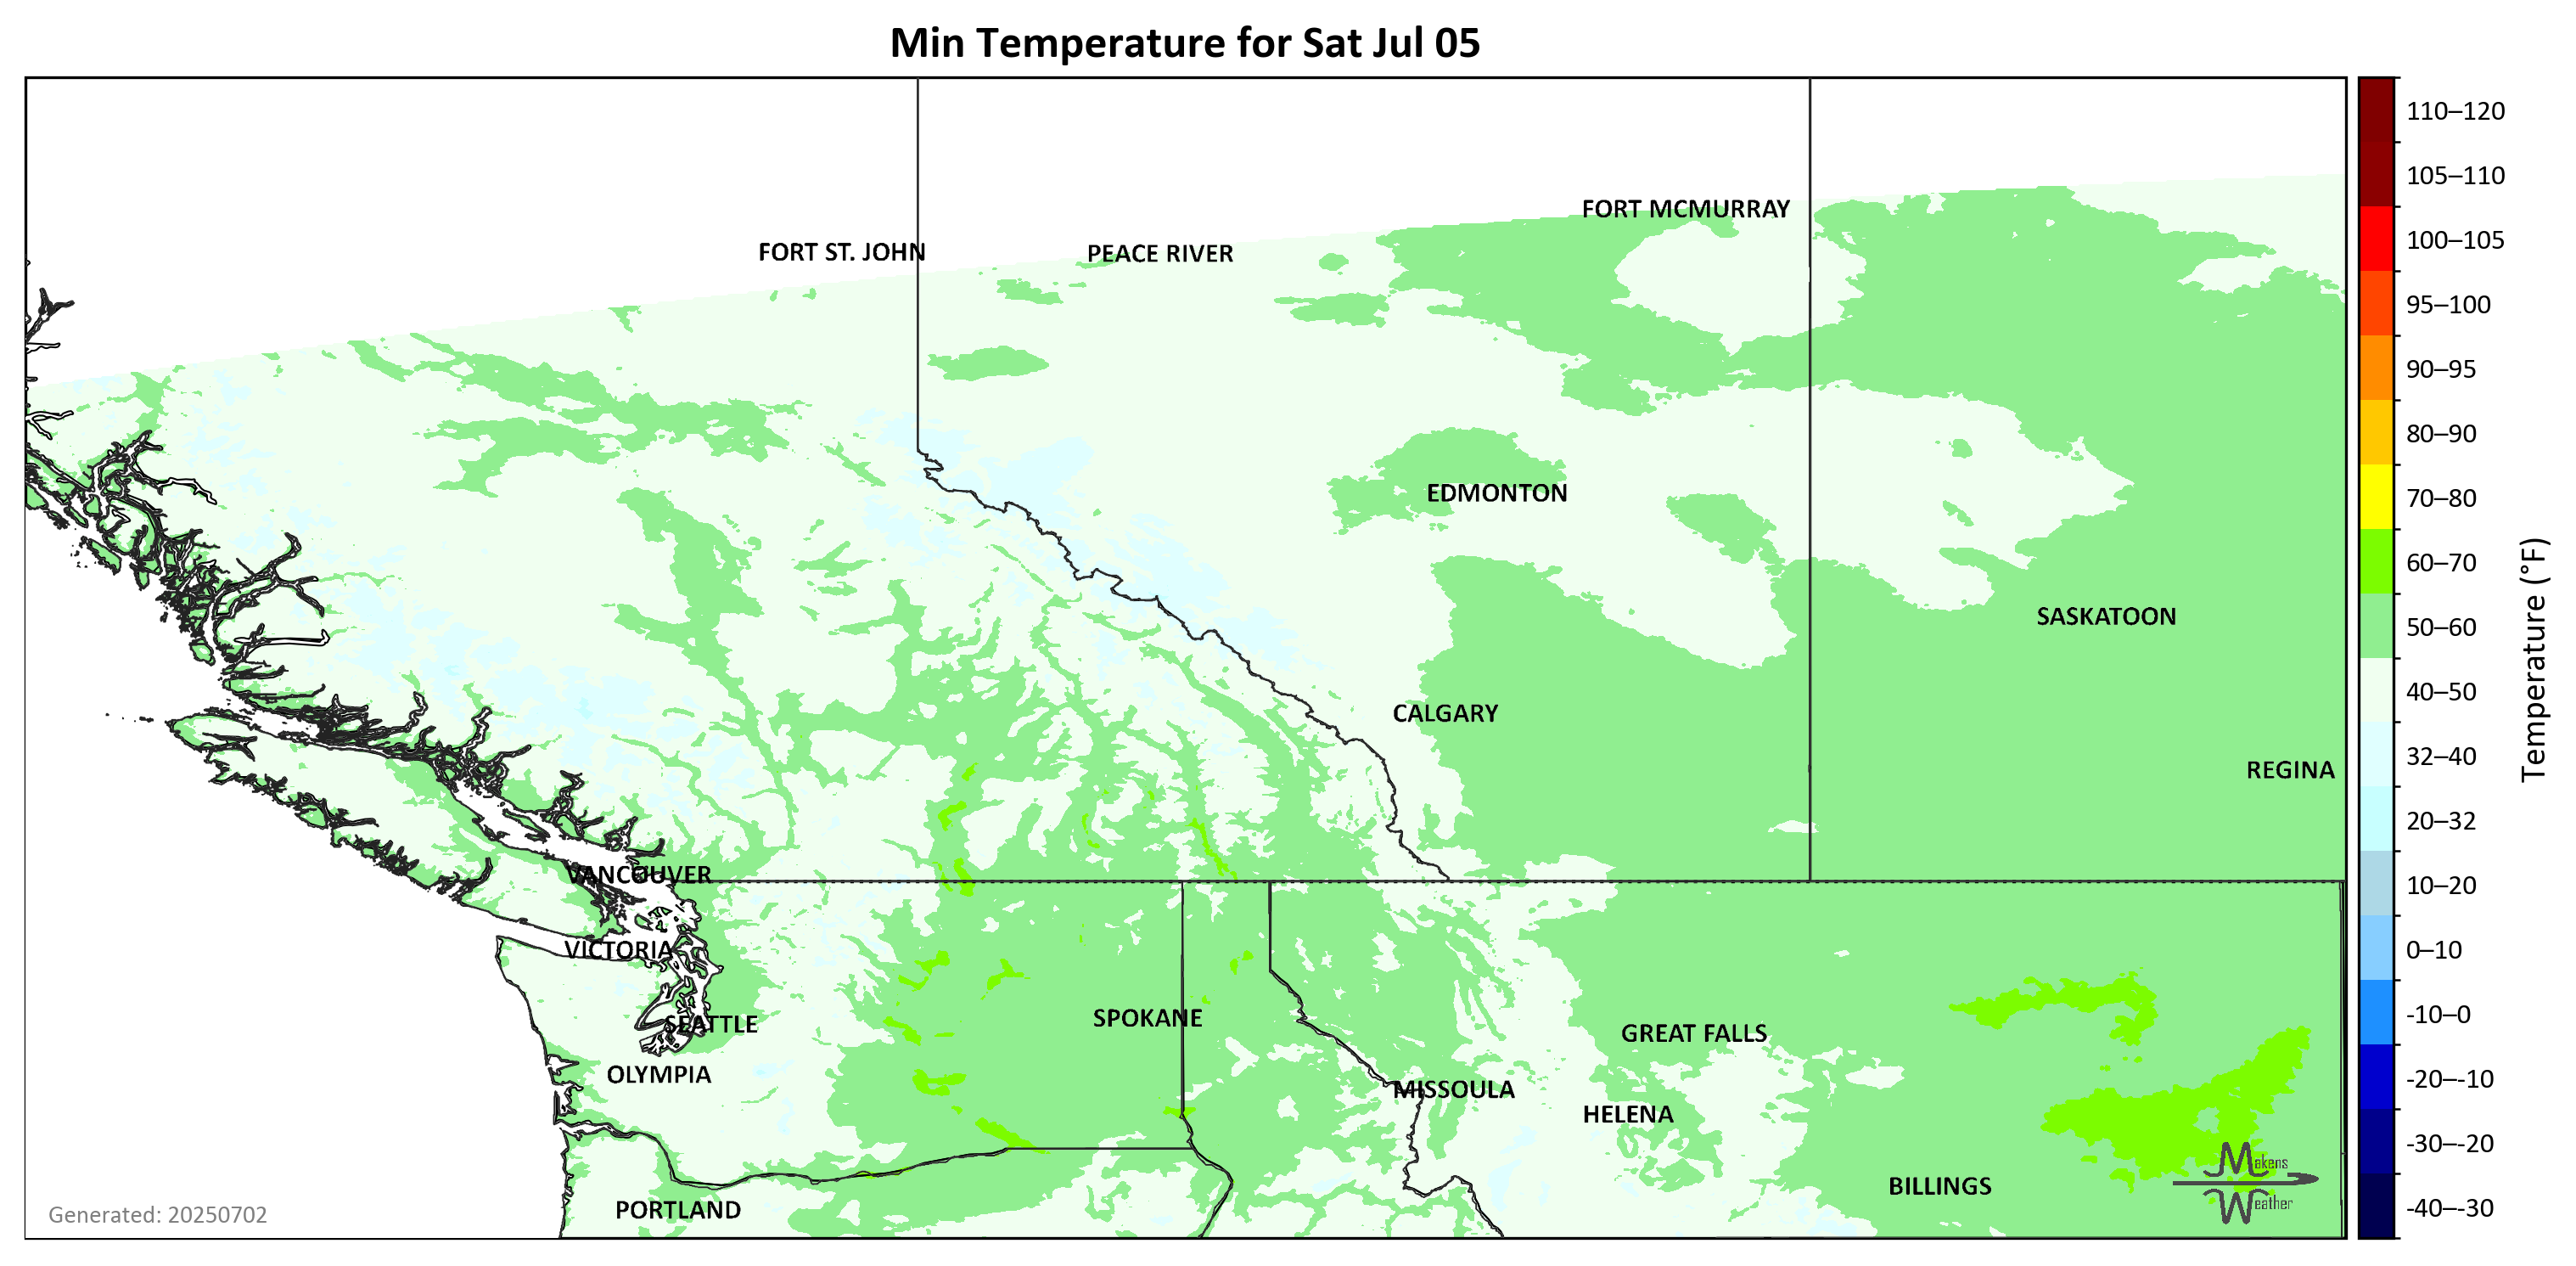 Min Temperature for Sat Jul 05
FORT MCMURRAY
FORT ST. JOHN
PEACE RIVER
EDMONTON
SASKATOON
CALGARY
REGINA
VANCOUVER
VICTORIA
SEATTLE
SPOKANE
GREAT FALLS
OLYMPIA
MISSOULA
HELENA
BILLINGS
PORTLAND
Makens
Weather
Generated: 20250702
110–120
105–110
100–105
95–100
90–95
80–90
70–80
60–70
50–60
40–50
32–40
20–32
10–20
0–10
-10–0
-20–-10
-30–-20
-40–-30
Temperature (°F)